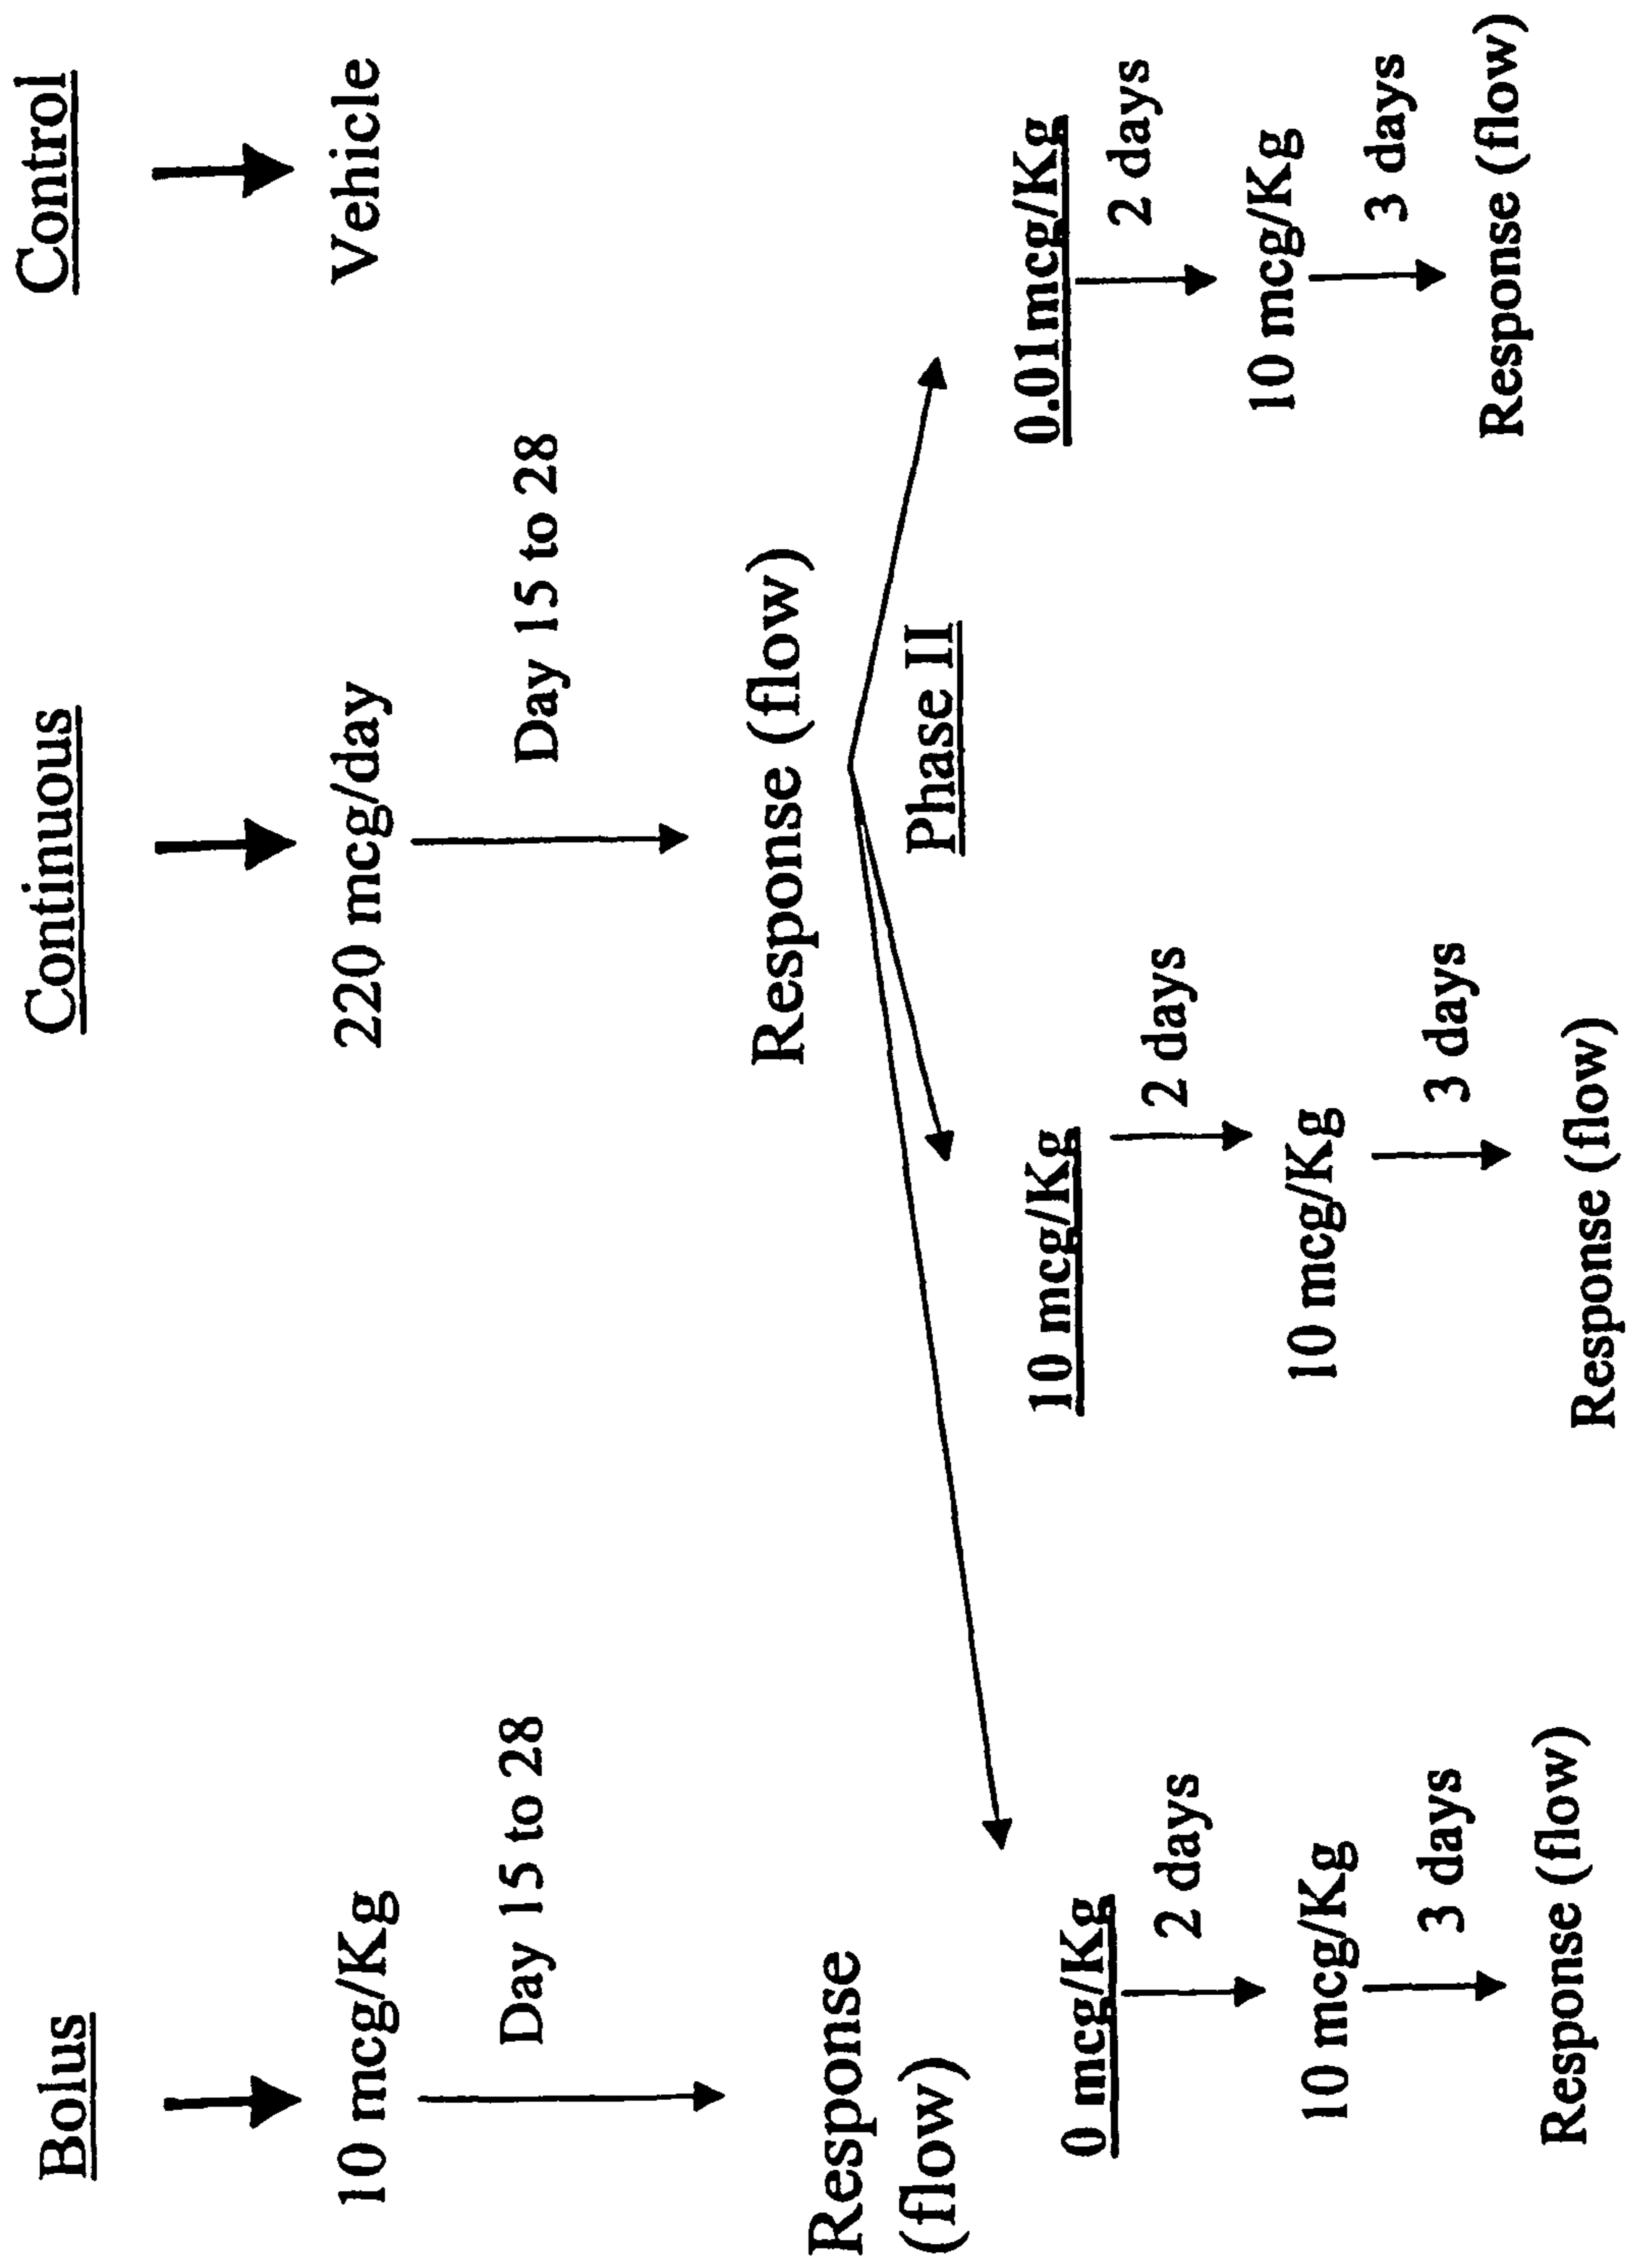 Bolus
Continuous
Control
10 mcg/Kg
220 mcg/day
Vehicle
Day 15 to 28
Day 15 to 28
Response
(flow)
Response (flow)
Phase II
0 mcg/Kg
10 mcg/Kg
0.01mcg/Kg
2 days
2 days
2 days
10 mcg/Kg
10 mcg/Kg
10 mcg/Kg
3 days
3 days
3 days
Response (flow)
Response (flow)
Response (flow)